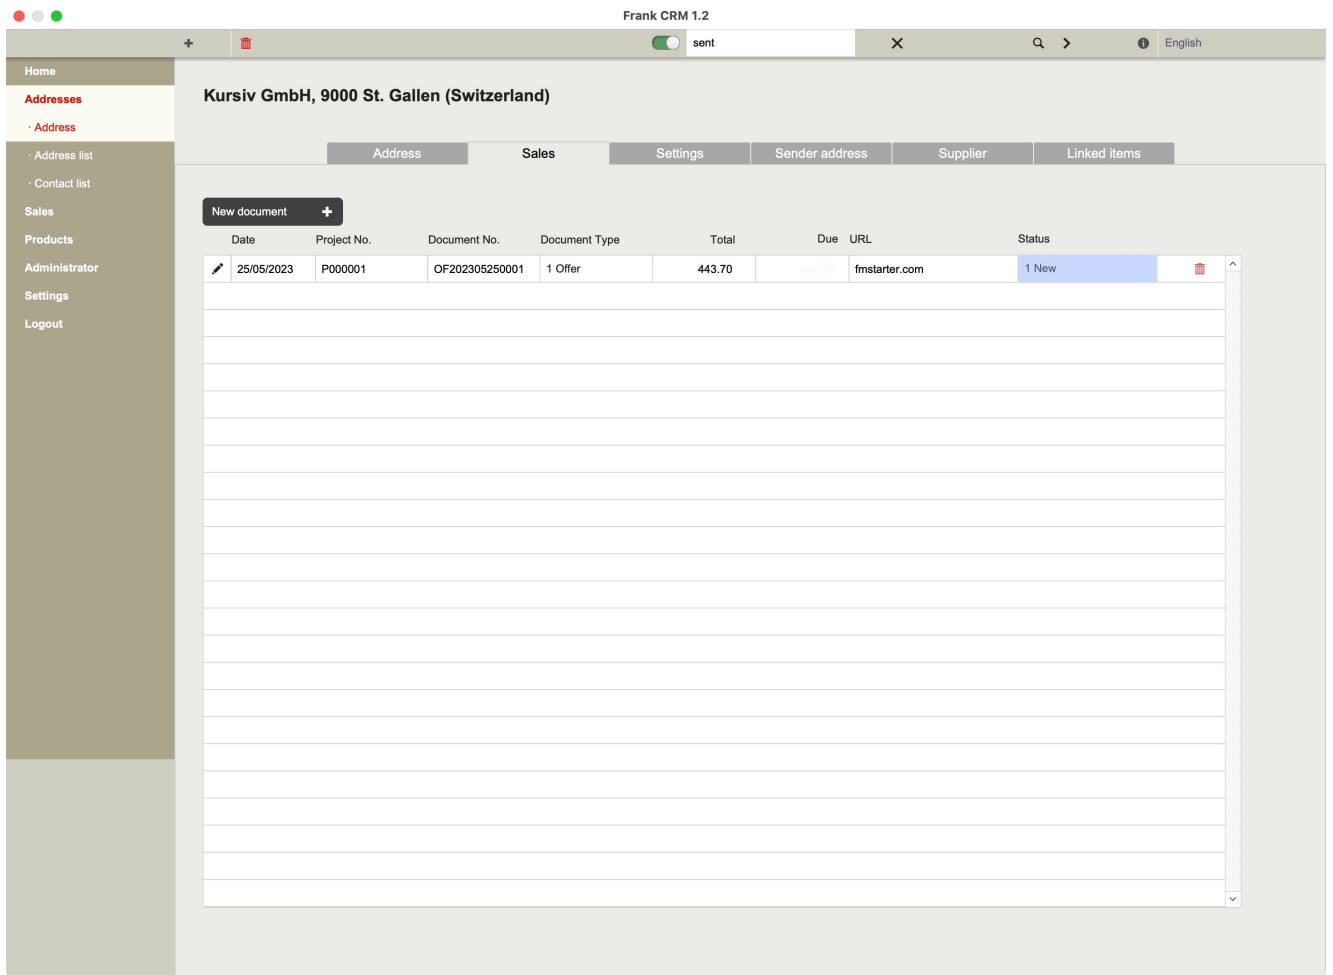 Frank CRM 1.2
sent
English
Home
Addresses
· Address
· Address list
· Contact list
Sales
Products
Administrator
Settings
Logout
Kursiv GmbH, 9000 St. Gallen (Switzerland)
Address Sales Settings Sender address Supplier Linked items
New document
Date Project No. Document No. Document Type Total Due URL Status
25/05/2023 P000001 OF202305250001 1 Offer 443.70 fmstarter.com 1 New